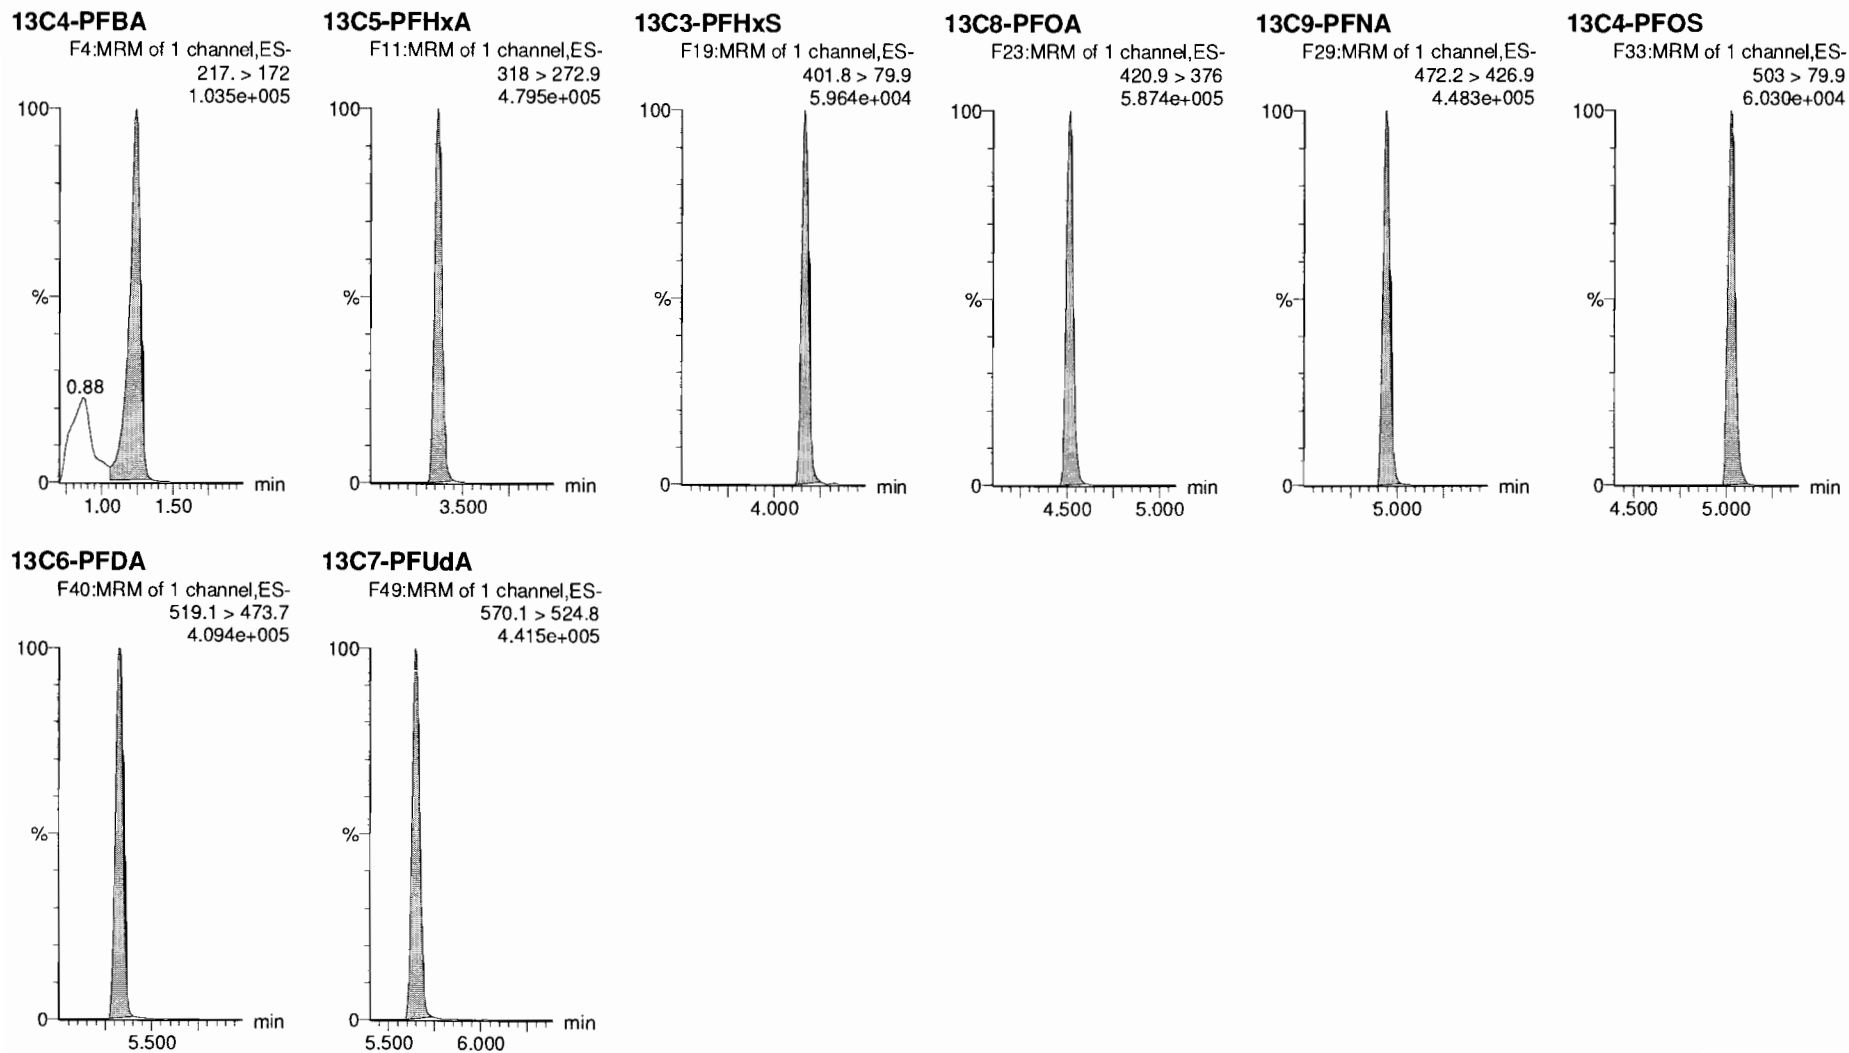 13C4-PFBA
F4:MRM of 1 channel,ES-
217. > 172
1.035e+005
100
%
0.88
0
1.00 1.50
min
13C5-PFHxA
F11:MRM of 1 channel,ES-
318 > 272.9
4.795e+005
100
%
0
3.500
min
13C3-PFHxS
F19:MRM of 1 channel,ES-
401.8 > 79.9
5.964e+004
100
%
0
4.000
min
13C8-PFOA
F23:MRM of 1 channel,ES-
420.9 > 376
5.874e+005
100
%
0
4.500 5.000
min
13C9-PFNA
F29:MRM of 1 channel,ES-
472.2 > 426.9
4.483e+005
100
%
0
5.000
min
13C4-PFOS
F33:MRM of 1 channel,ES-
503 > 79.9
6.030e+004
100
%
0
4.500 5.000
min
13C6-PFDA
F40:MRM of 1 channel,ES-
519.1 > 473.7
4.094e+005
100
%
0
5.500
min
13C7-PFUdA
F49:MRM of 1 channel,ES-
570.1 > 524.8
4.415e+005
100
%
0
5.500 6.000
min